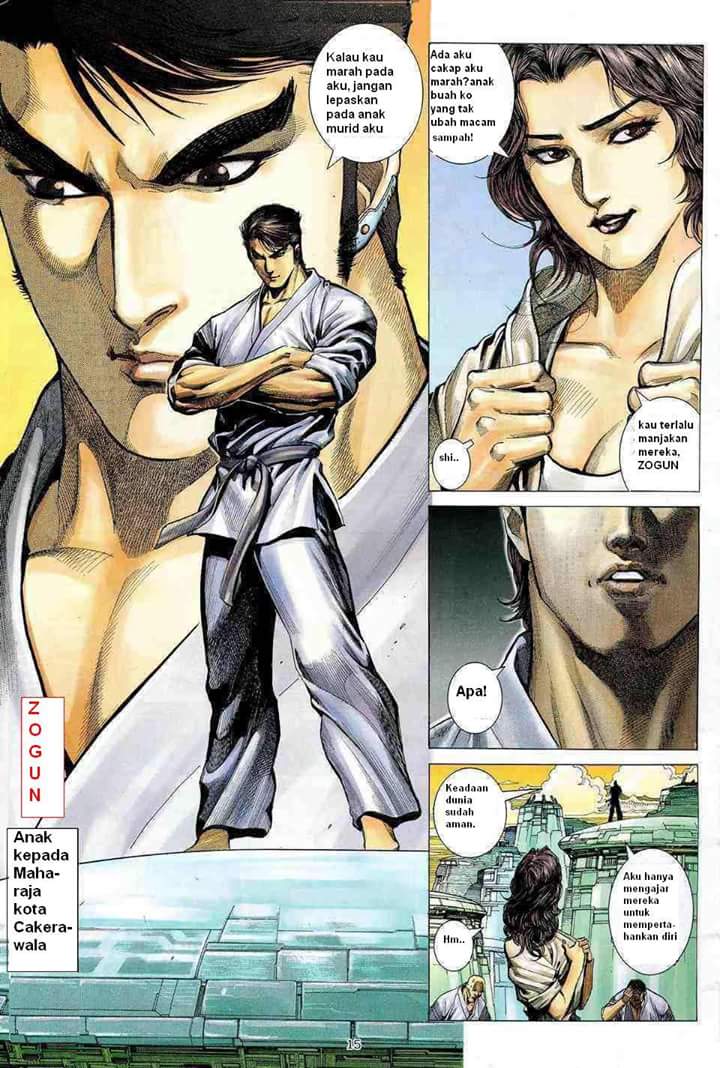 Kalau kau
marah pada
aku, jangan
lepaskan
pada anak
murid aku
Ada aku
cakap aku
marah?anak
buah ko
yang tak
ubah macam
sampah!
shi..
kau terlalu
manjakan
mereka,
ZOGUN
Apa!
Z
O
G
U
N
Anak
kepada
Maha-
raja
kota
Cakera-
wala
Keadaan
dunia
sudah
aman.
Aku hanya
mengajar
mereka
untuk
memperta-
hankan diri
Hm..
15